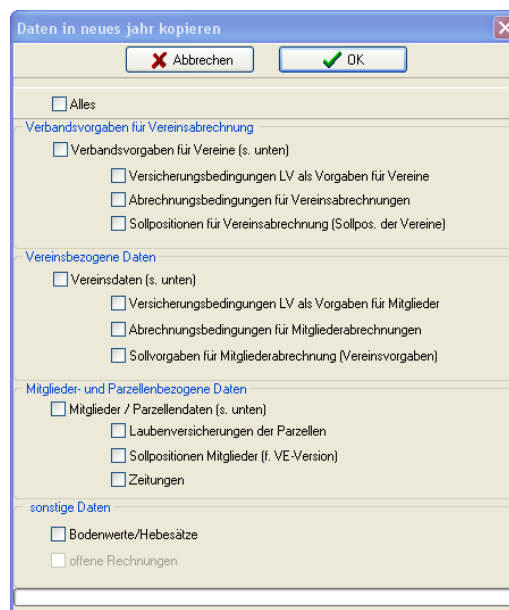 Daten in neues jahr kopieren
Abbrechen OK
Alles
Verbandsvorgaben für Vereinsabrechnung
Verbandsvorgaben für Vereine (s. unten)
Versicherungsbedingungen LV als Vorgaben für Vereine
Abrechnungsbedingungen für Vereinsabrechnungen
Sollpositionen für Vereinsabrechnung (Sollpos. der Vereine)
Vereinsbezogene Daten
Vereinsdaten (s. unten)
Versicherungsbedingungen LV als Vorgaben für Mitglieder
Abrechnungsbedingungen für Mitgliederabrechnungen
Sollvorgaben für Mitgliederabrechnung (Vereinsvorgaben)
Mitglieder- und Parzellenbezogene Daten
Mitglieder / Parzellendaten (s. unten)
Laubenversicherungen der Parzellen
Sollpositionen Mitglieder (f. VE-Version)
Zeitungen
sonstige Daten
Bodenwerte/Hebesätze
offene Rechnungen